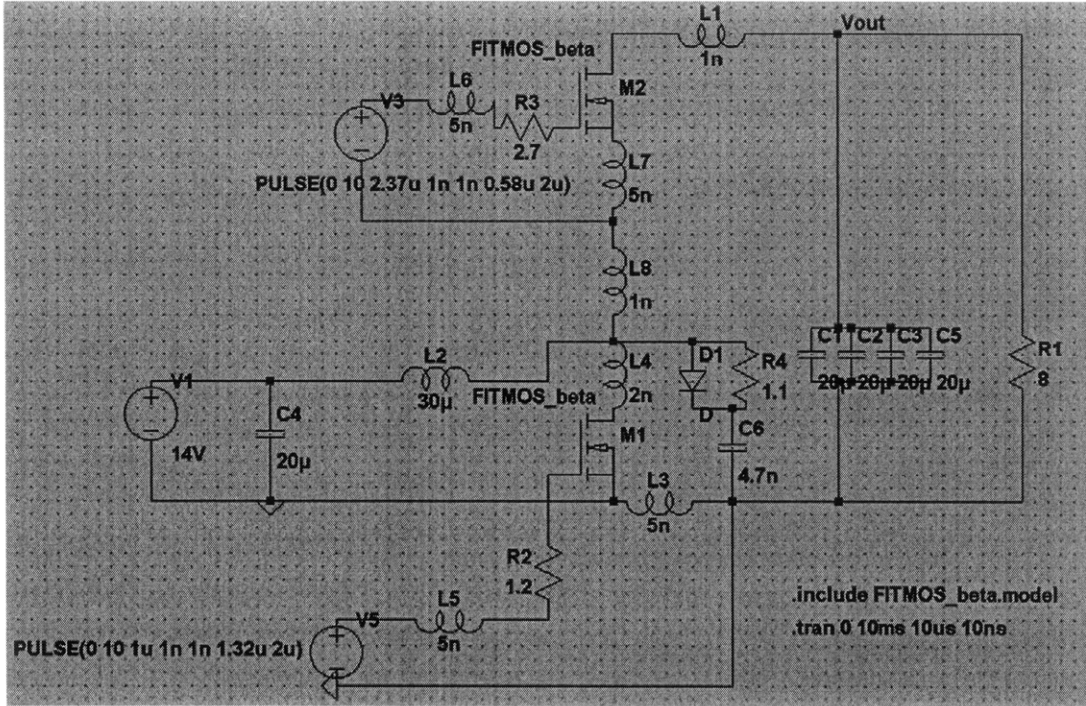 L1
Vout
FITMOS_beta
1n
L6
M2
V3
R3
5n
2.7
L7
PULSE(0 10 2.37u 1n 1n 0.58u 2u)
5n
L8
1n
L2
D1
C1 C2 C3 C5
L4
R4
R1
V1
30µ
FITMOS_beta
2n
1.1
20µ 20µ 20µ 20µ
8
C4
D
M1
C6
14V
20µ
4.7n
L3
5n
R2
1.2
.include FITMOS_beta.model
L5
V5
.tran 0 10ms 10us 10ns
5n
PULSE(0 10 1u 1n 1n 1.32u 2u)